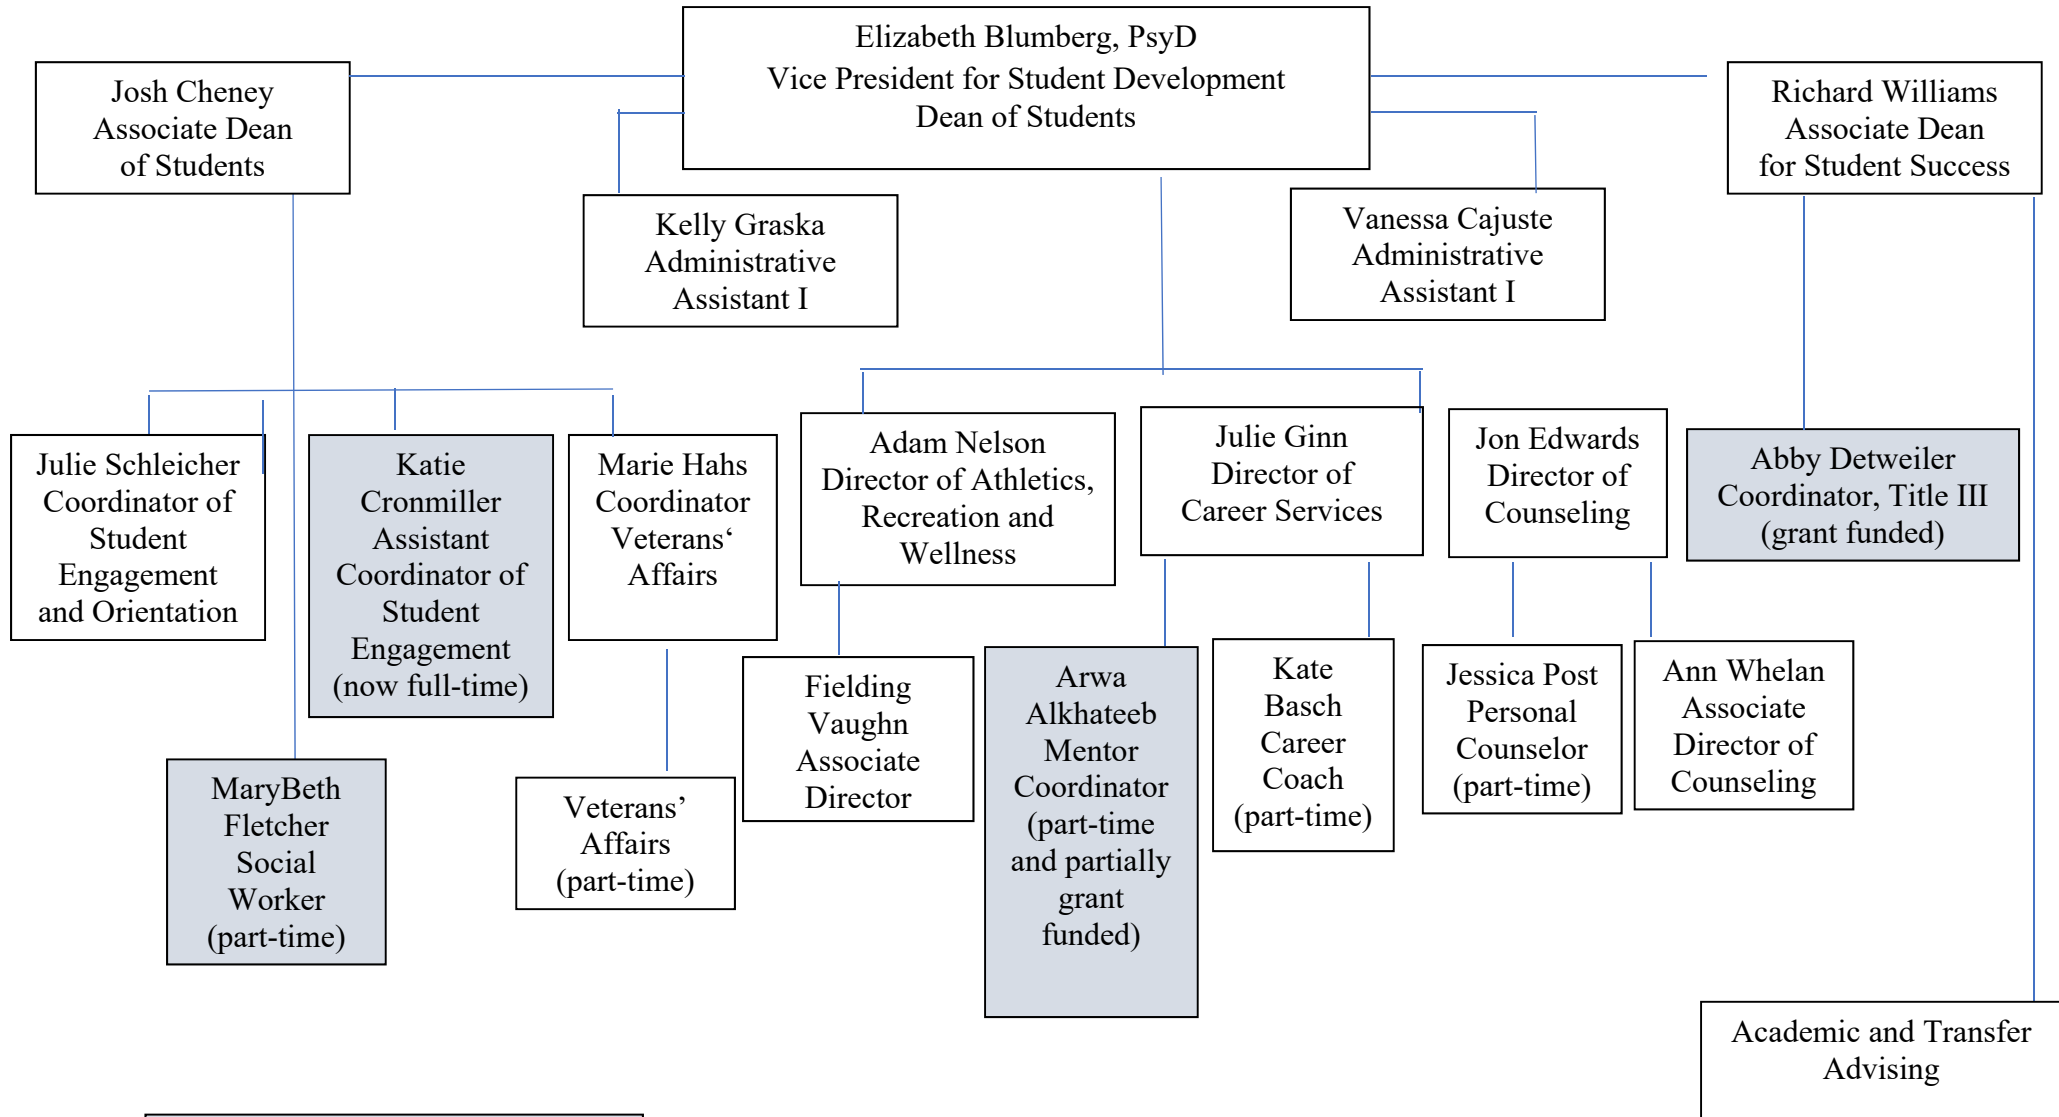 Elizabeth Blumberg, PsyD
Vice President for Student Development
Dean of Students
Josh Cheney
Associate Dean
of Students
Richard Williams
Associate Dean
for Student Success
Kelly Graska
Administrative
Assistant I
Vanessa Cajuste
Administrative
Assistant I
Julie Schleicher
Coordinator of
Student
Engagement
and Orientation
Katie
Cronmiller
Assistant
Coordinator of
Student
Engagement
(now full-time)
Marie Hahs
Coordinator
Veterans‘
Affairs
Adam Nelson
Director of Athletics,
Recreation and
Wellness
Julie Ginn
Director of
Career Services
Jon Edwards
Director of
Counseling
Abby Detweiler
Coordinator, Title III
(grant funded)
MaryBeth
Fletcher
Social
Worker
(part-time)
Veterans’
Affairs
(part-time)
Fielding
Vaughn
Associate
Director
Arwa
Alkhateeb
Mentor
Coordinator
(part-time
and partially
grant
funded)
Kate
Basch
Career
Coach
(part-time)
Jessica Post
Personal
Counselor
(part-time)
Ann Whelan
Associate
Director of
Counseling
Academic and Transfer
Advising